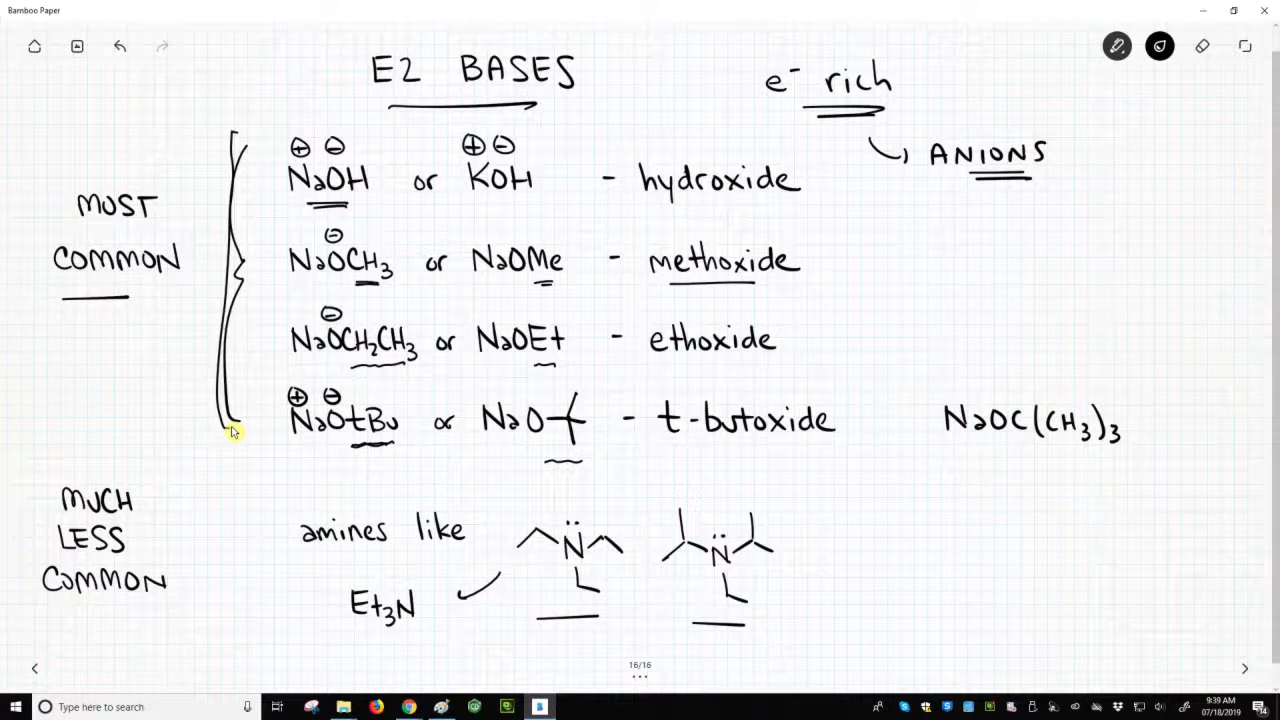 Bamboo Paper
E2 BASES
e⁻ rich
ANIONS
MOST
COMMON
⊕ ⊖ ⊕ ⊖
NaOH or KOH - hydroxide
⊖
NaOCH₃ or NaOMe - methoxide
⊖
NaOCH₂CH₃ or NaOEt - ethoxide
⊕ ⊖
NaOtBu or NaO - t-butoxide NaOC(CH₃)₃
MUCH
LESS
COMMON
amines like N̈ N̈
Et₃N
16/16
Type here to search
9:39 AM
07/18/2019
14